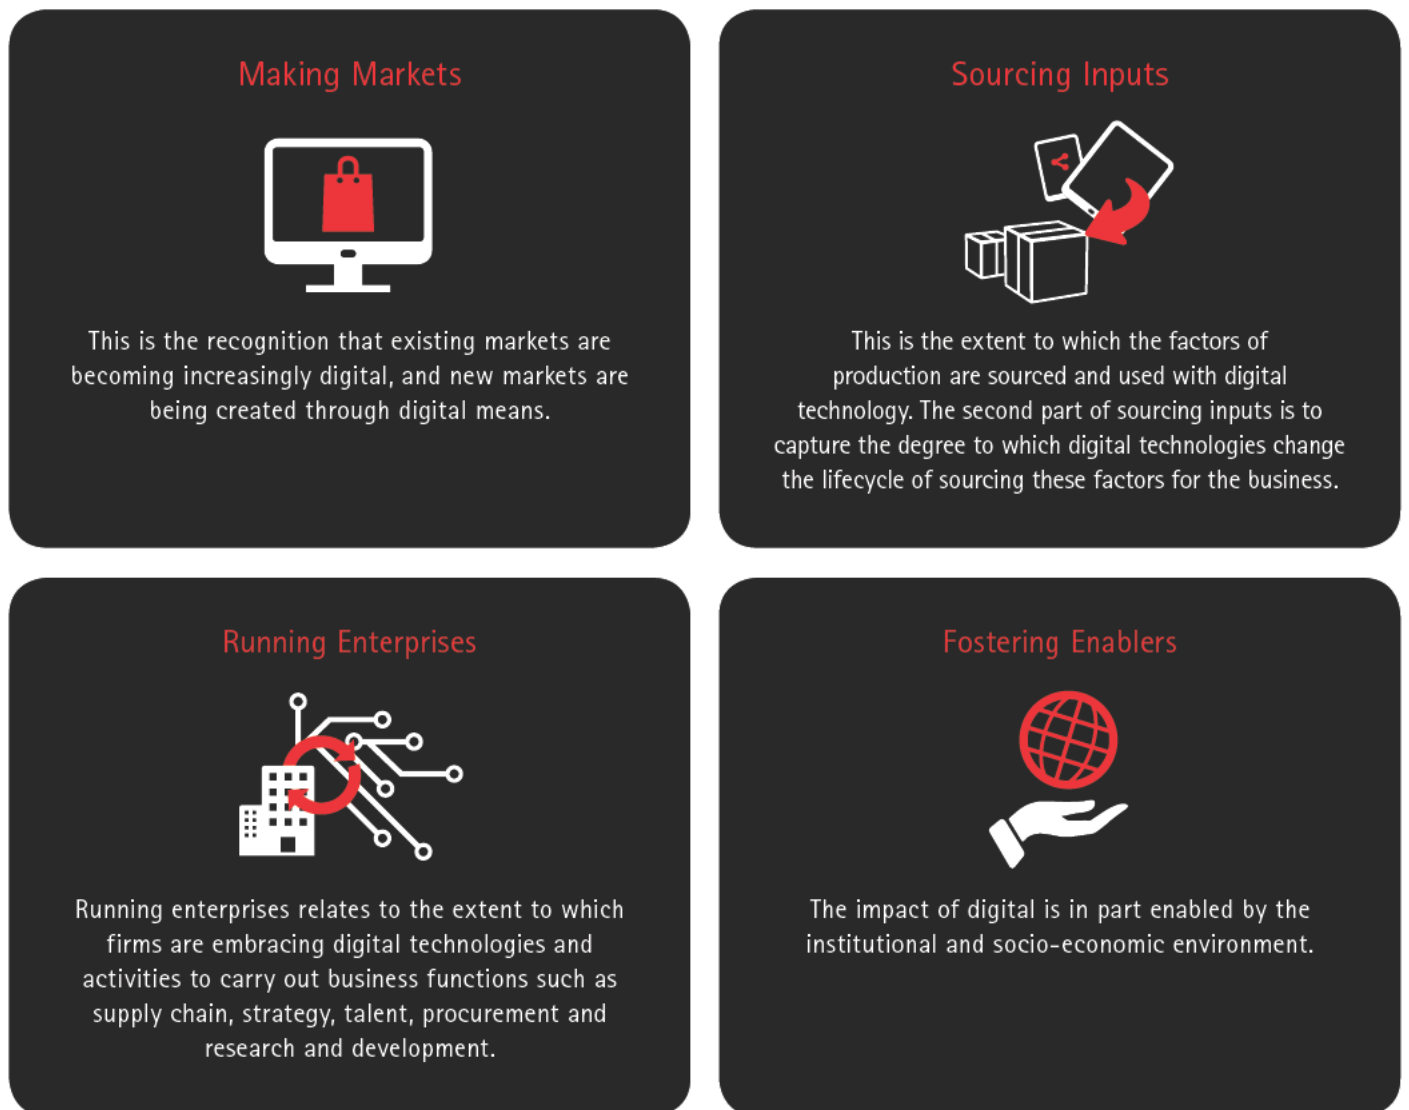 Making Markets
This is the recognition that existing markets are
becoming increasingly digital, and new markets are
being created through digital means.
Sourcing Inputs
This is the extent to which the factors of
production are sourced and used with digital
technology. The second part of sourcing inputs is to
capture the degree to which digital technologies change
the lifecycle of sourcing these factors for the business.
Running Enterprises
Running enterprises relates to the extent to which
firms are embracing digital technologies and
activities to carry out business functions such as
supply chain, strategy, talent, procurement and
research and development.
Fostering Enablers
The impact of digital is in part enabled by the
institutional and socio-economic environment.